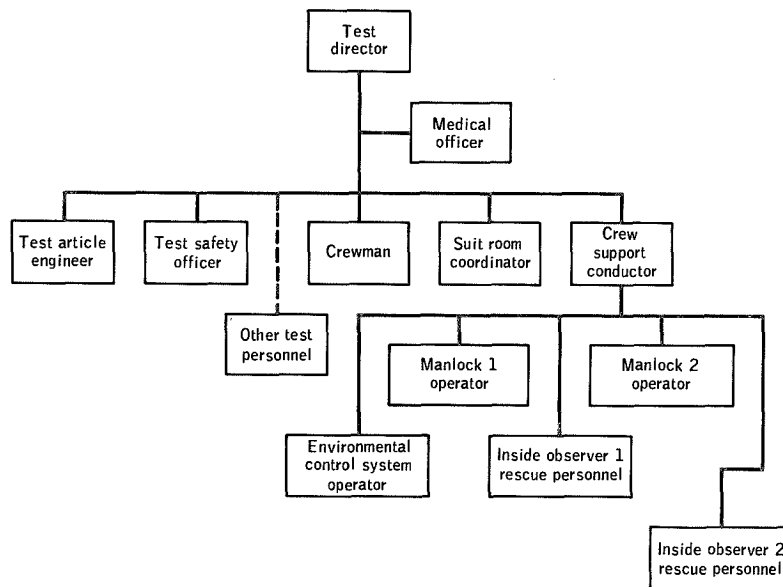 Test
director
Medical
officer
Test article
engineer
Test safety
officer
Crewman
Suit room
coordinator
Crew
support
conductor
Other test
personnel
Manlock 1
operator
Manlock 2
operator
Environmental
control system
operator
Inside observer 1
rescue personnel
Inside observer 2
rescue personnel